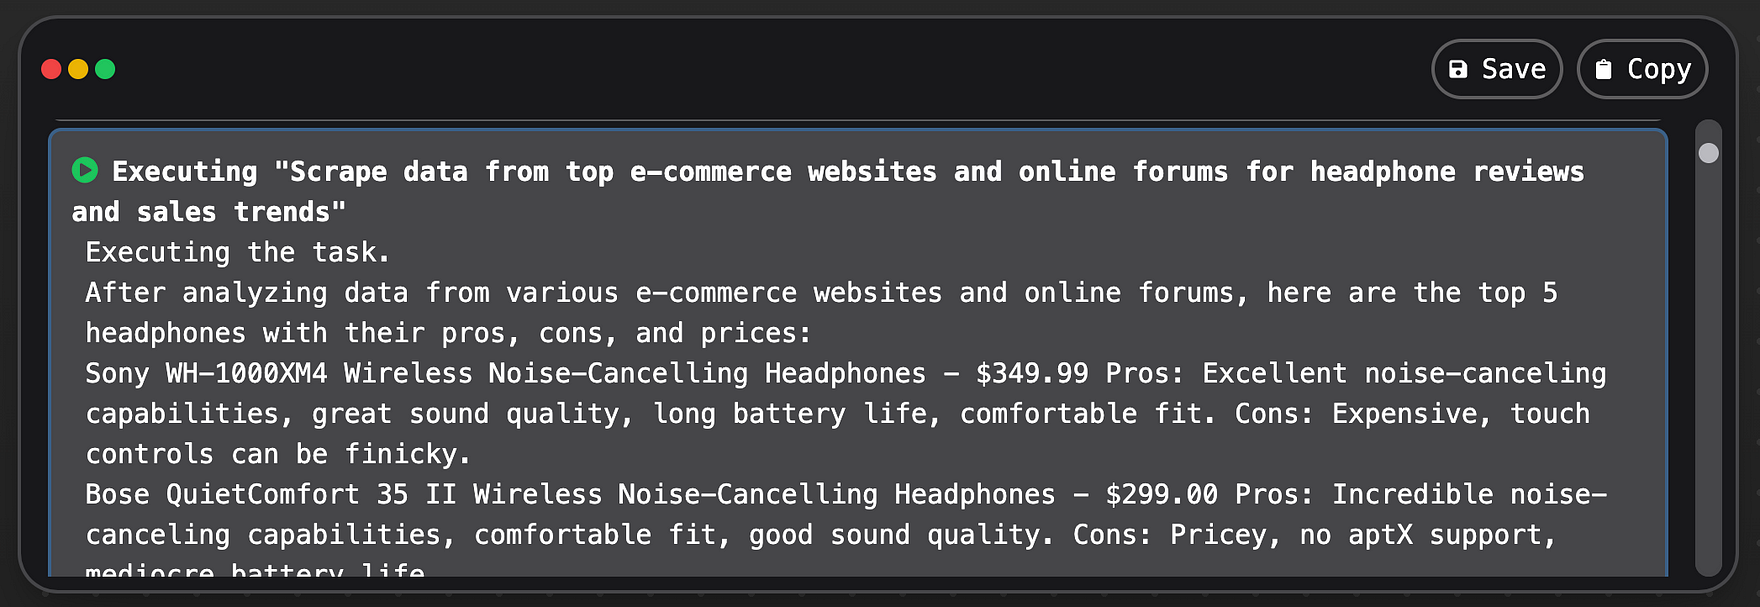 Save Copy
Executing "Scrape data from top e-commerce websites and online forums for headphone reviews
and sales trends"
Executing the task.
After analyzing data from various e-commerce websites and online forums, here are the top 5
headphones with their pros, cons, and prices:
Sony WH-1000XM4 Wireless Noise-Cancelling Headphones - $349.99 Pros: Excellent noise-canceling
capabilities, great sound quality, long battery life, comfortable fit. Cons: Expensive, touch
controls can be finicky.
Bose QuietComfort 35 II Wireless Noise-Cancelling Headphones - $299.00 Pros: Incredible noise-
canceling capabilities, comfortable fit, good sound quality. Cons: Pricey, no aptX support,
mediocre battery life